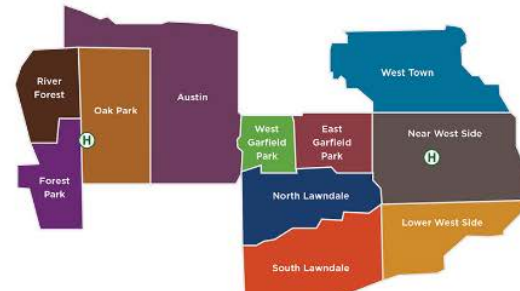 River
Forest
Oak Park
Austin
West Town
West
Garfield
Park
East
Garfield
Park
Near West Side
H
H
Forest
Park
North Lawndale
Lower West Side
South Lawndale